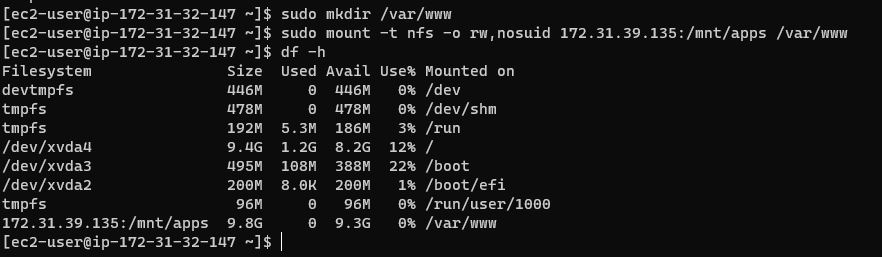 [ec2-user@ip-172-31-32-147 ~]$ sudo mkdir /var/www
[ec2-user@ip-172-31-32-147 ~]$ sudo mount -t nfs -o rw,nosuid 172.31.39.135:/mnt/apps /var/www
[ec2-user@ip-172-31-32-147 ~]$ df -h
Filesystem               Size  Used Avail Use% Mounted on
devtmpfs                 446M     0  446M   0% /dev
tmpfs                    478M     0  478M   0% /dev/shm
tmpfs                    192M  5.3M  186M   3% /run
/dev/xvda4               9.4G  1.2G  8.2G  12% /
/dev/xvda3               495M  108M  388M  22% /boot
/dev/xvda2               200M  8.0K  200M   1% /boot/efi
tmpfs                     96M     0   96M   0% /run/user/1000
172.31.39.135:/mnt/apps  9.8G     0  9.3G   0% /var/www
[ec2-user@ip-172-31-32-147 ~]$